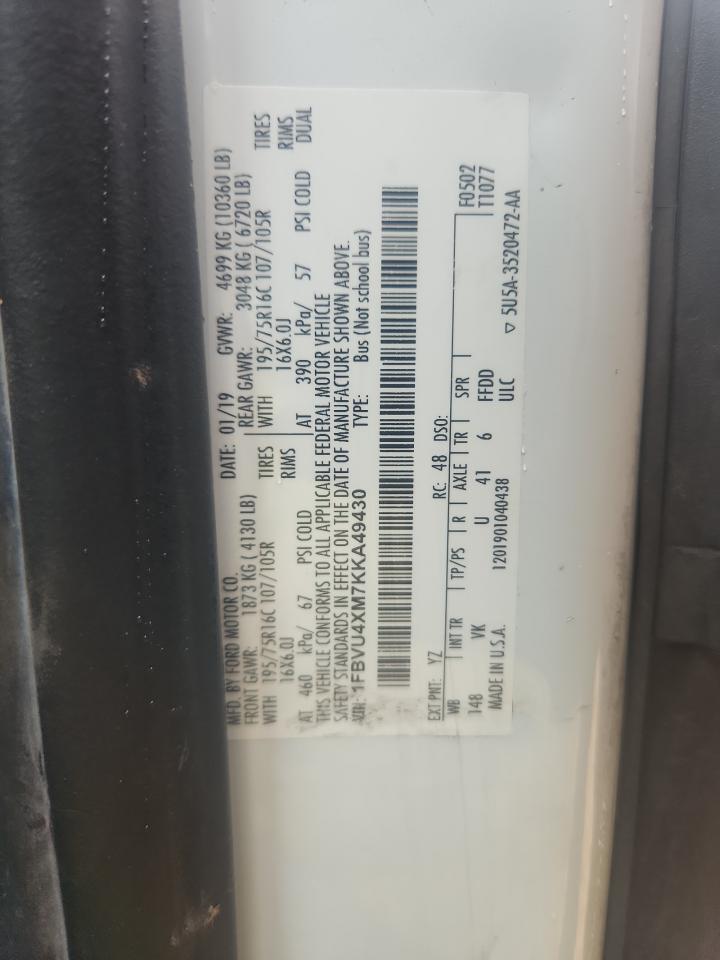 MFD. BY FORD MOTOR CO.
DATE: 01/19 GVWR: 4699 KG (10360 LB)
FRONT GAWR: 1873 KG ( 4130 LB) REAR GAWR: 3048 KG ( 6720 LB)
WITH 195/75R16C 107/105R TIRES WITH 195/75R16C 107/105R TIRES
16X6.0J RIMS 16X6.0J RIMS
AT 460 kPa/ 67 PSI COLD AT 390 kPa/ 57 PSI COLD DUAL
THIS VEHICLE CONFORMS TO ALL APPLICABLE FEDERAL MOTOR VEHICLE
SAFETY STANDARDS IN EFFECT ON THE DATE OF MANUFACTURE SHOWN ABOVE.
VIN: 1FBVU4XM7KKA49430 TYPE: Bus (Not school bus)
EXT PNT: YZ RC: 48 DSO: F0502
WB INT TR TP/PS R AXLE TR SPR T1077
148 VK U 41 6 FFDD
MADE IN U.S.A. 1201901040438 ULC ▽ 5U5A-3520472-AA